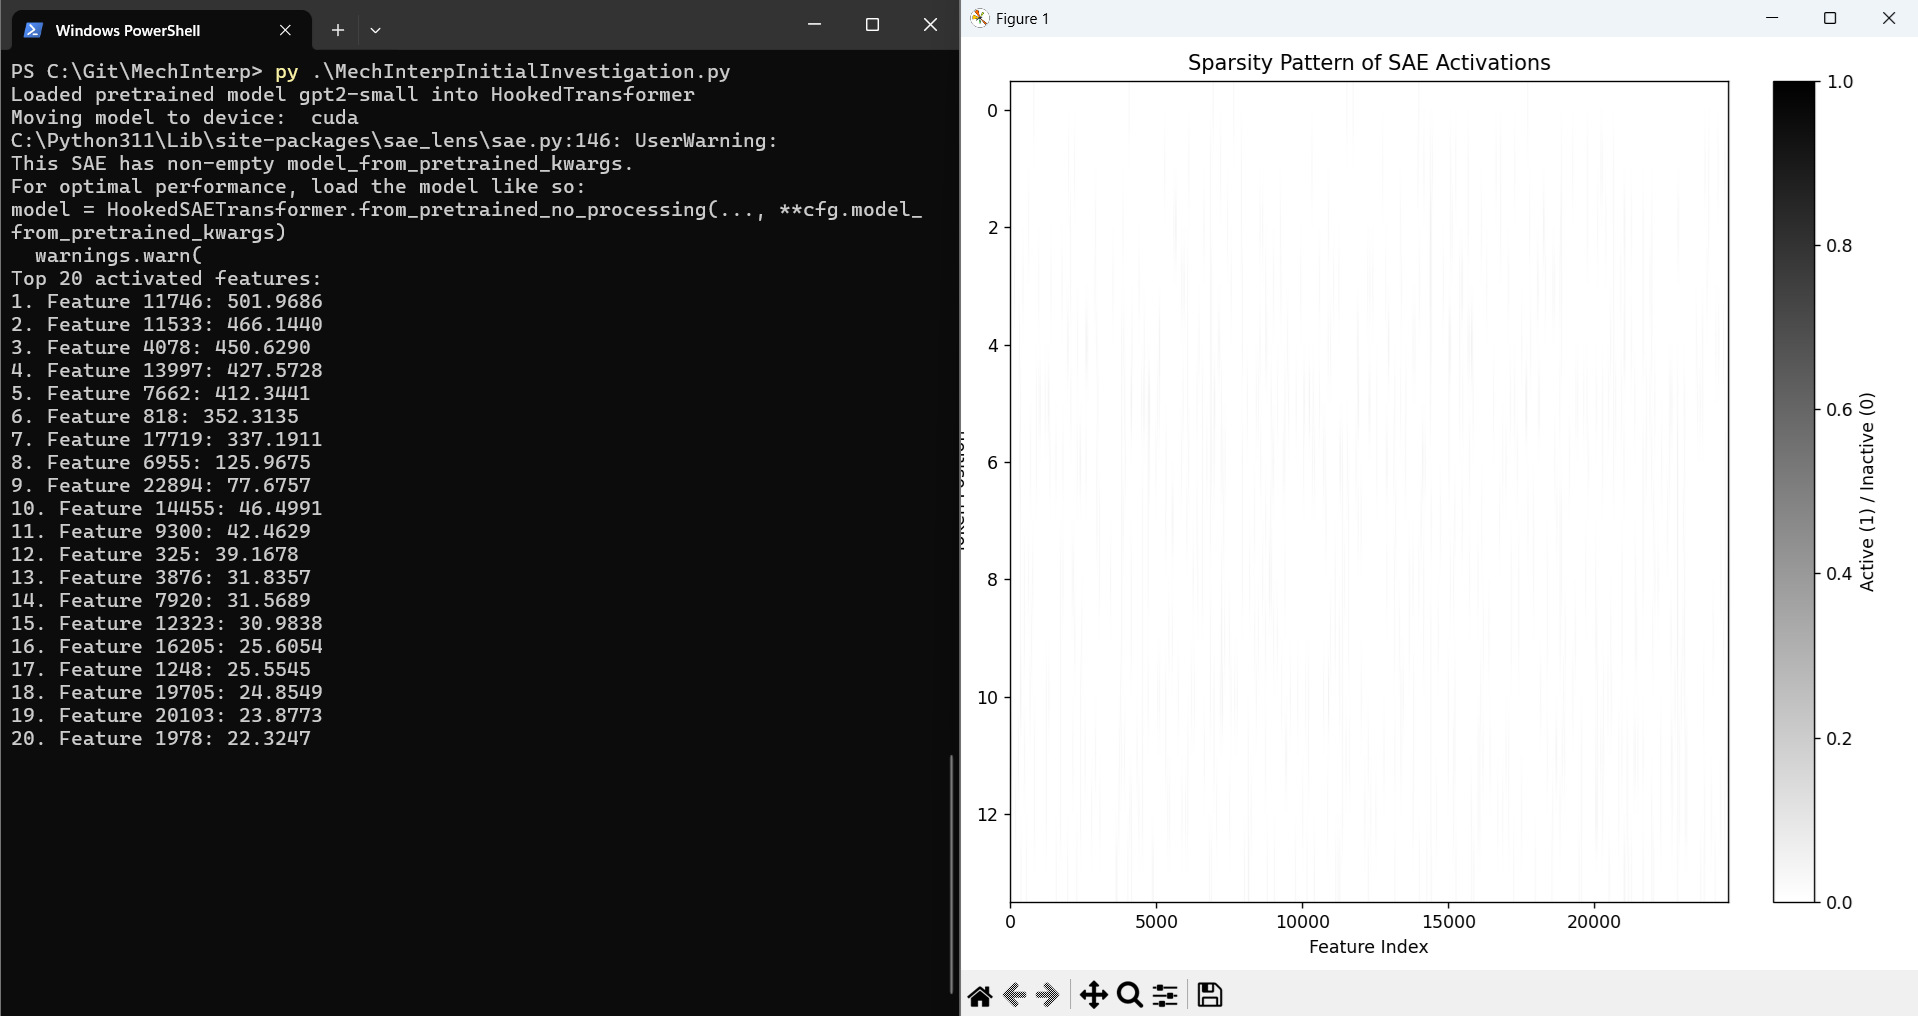 Windows PowerShell
PS C:\Git\MechInterp> py .\MechInterpInitialInvestigation.py
Loaded pretrained model gpt2-small into HookedTransformer
Moving model to device:  cuda
C:\Python311\Lib\site-packages\sae_lens\sae.py:146: UserWarning:
This SAE has non-empty model_from_pretrained_kwargs.
For optimal performance, load the model like so:
model = HookedSAETransformer.from_pretrained_no_processing(..., **cfg.model_
from_pretrained_kwargs)
  warnings.warn(
Top 20 activated features:
1. Feature 11746: 501.9686
2. Feature 11533: 466.1440
3. Feature 4078: 450.6290
4. Feature 13997: 427.5728
5. Feature 7662: 412.3441
6. Feature 818: 352.3135
7. Feature 17719: 337.1911
8. Feature 6955: 125.9675
9. Feature 22894: 77.6757
10. Feature 14455: 46.4991
11. Feature 9300: 42.4629
12. Feature 325: 39.1678
13. Feature 3876: 31.8357
14. Feature 7920: 31.5689
15. Feature 12323: 30.9838
16. Feature 16205: 25.6054
17. Feature 1248: 25.5545
18. Feature 19705: 24.8549
19. Feature 20103: 23.8773
20. Feature 1978: 22.3247
Figure 1
Sparsity Pattern of SAE Activations
0
2
4
6
8
10
12
0 5000 10000 15000 20000
Feature Index
1.0
0.8
0.6
0.4
0.2
0.0
Active (1) / Inactive (0)